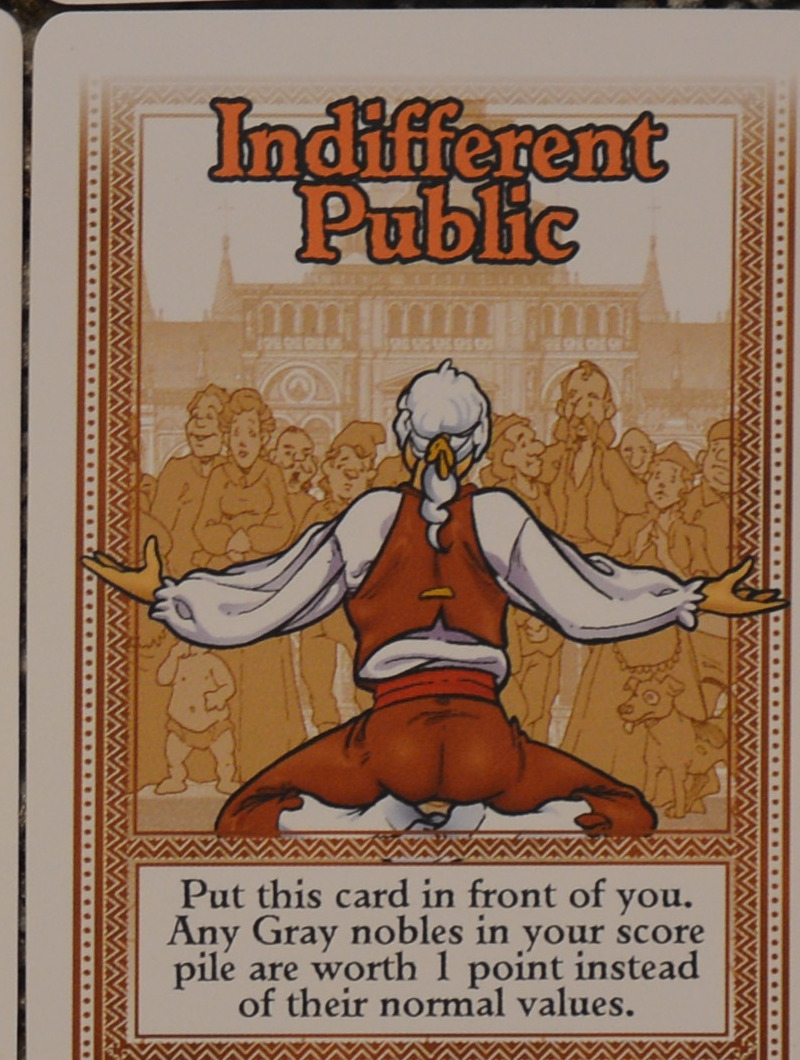 Indifferent
Public
Put this card in front of you.
Any Gray nobles in your score
pile are worth 1 point instead
of their normal values.